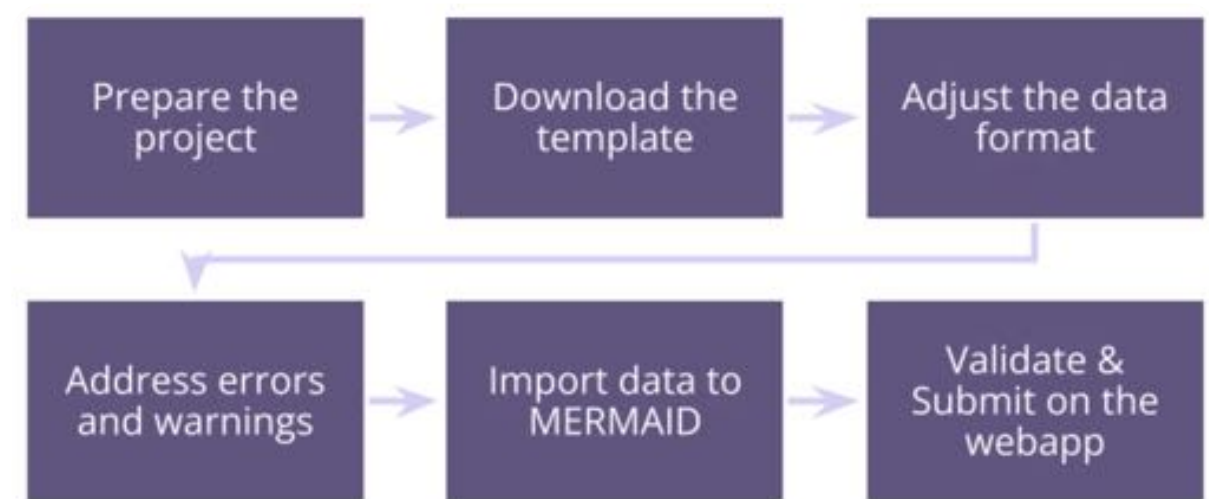 Prepare the
project
Download the
template
Adjust the data
format
Address errors
and warnings
Import data to
MERMAID
Validate &
Submit on the
webapp